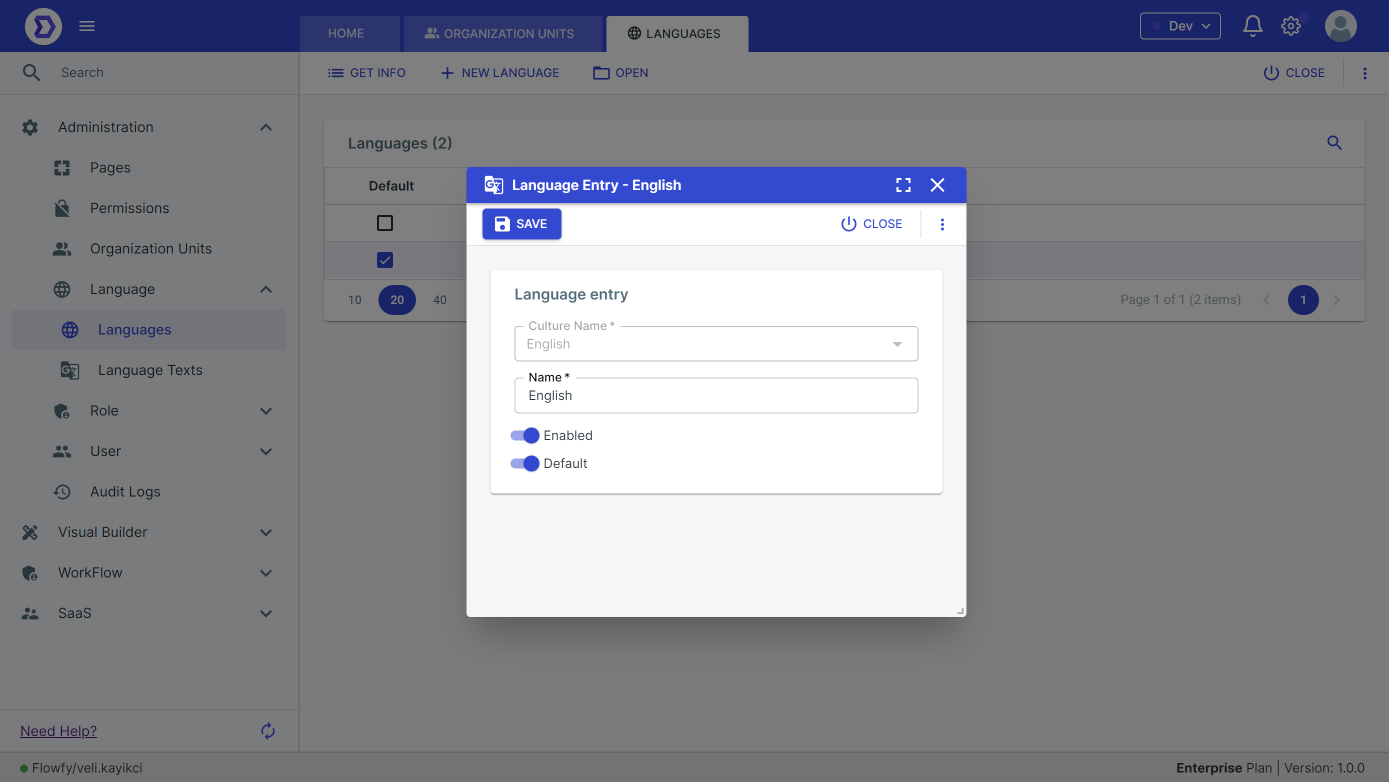 HOME
ORGANIZATION UNITS
LANGUAGES
Dev
Search
GET INFO
NEW LANGUAGE
OPEN
CLOSE
Administration
Pages
Permissions
Organization Units
Language
Languages
Language Texts
Role
User
Audit Logs
Visual Builder
WorkFlow
SaaS
Need Help?
Languages (2)
Default
10 20 40
Page 1 of 1 (2 items)
1
Language Entry - English
SAVE
CLOSE
Language entry
Culture Name *
English
Name *
English
Enabled
Default
Flowfy/veli.kayikci
Enterprise Plan | Version: 1.0.0